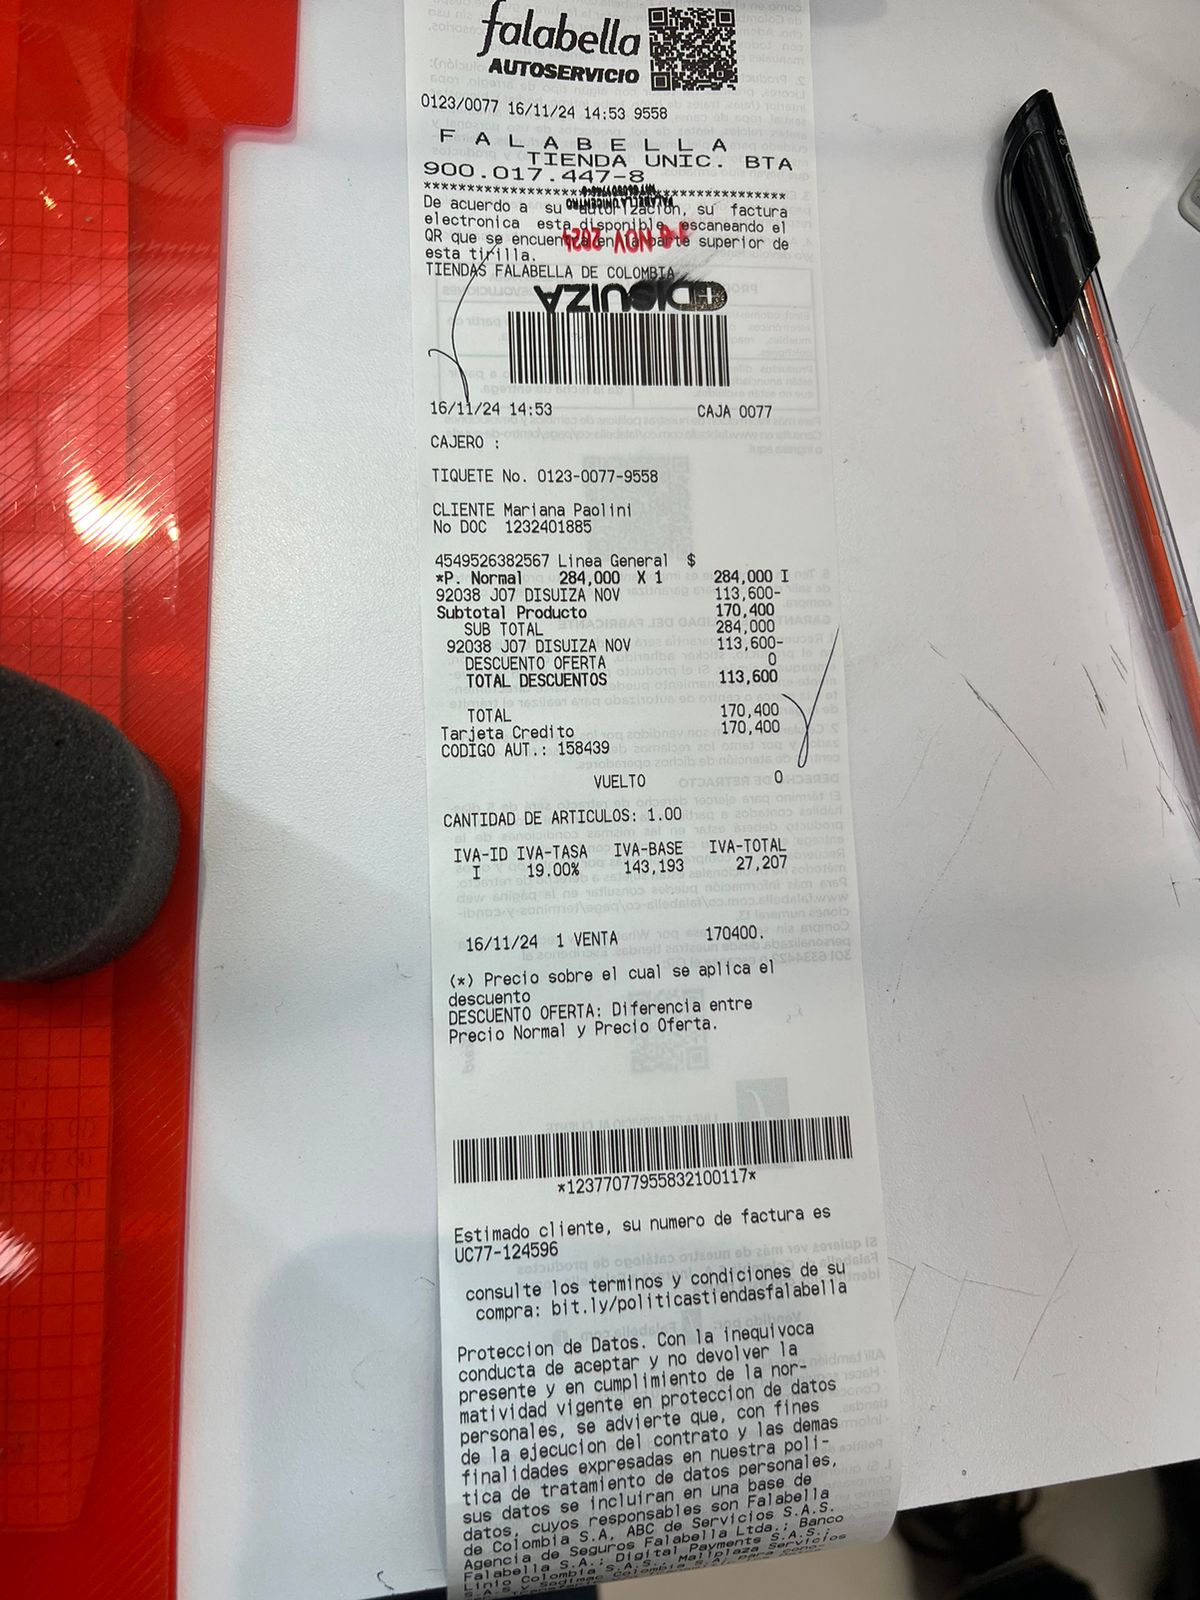 falabella
AUTOSERVICIO
0123/0077 16/11/24 14:53 9558
F A L A B E L L A
TIENDA UNIC. BTA
900.017.447-8
******************************************
De acuerdo a su autorizacion, su factura
electronica esta disponible, escaneando el
QR que se encuentra en la parte superior de
esta tirilla.
FALABELLA UNICENTRO
NOV 2024
TIENDAS FALABELLA DE COLOMBIA
DISUIZA
16/11/24 14:53 CAJA 0077
CAJERO :
TIQUETE No. 0123-0077-9558
CLIENTE Mariana Paolini
No DOC 1232401885
4549526382567 Linea General $
*P. Normal 284,000 X 1 284,000 I
92038 J07 DISUIZA NOV 113,600-
Subtotal Producto 170,400
SUB TOTAL 284,000
92038 J07 DISUIZA NOV 113,600-
DESCUENTO OFERTA 0
TOTAL DESCUENTOS 113,600
TOTAL 170,400
Tarjeta Credito 170,400
CODIGO AUT.: 158439
VUELTO 0
CANTIDAD DE ARTICULOS: 1.00
IVA-ID IVA-TASA IVA-BASE IVA-TOTAL
I 19.00% 143,193 27,207
16/11/24 1 VENTA 170400.
(*) Precio sobre el cual se aplica el
descuento
DESCUENTO OFERTA: Diferencia entre
Precio Normal y Precio Oferta.
*12377077955832100117*
Estimado cliente, su numero de factura es
UC77-124596
consulte los terminos y condiciones de su
compra: bit.ly/politicastiendasfalabella
Proteccion de Datos. Con la inequivoca
conducta de aceptar y no devolver la
presente y en cumplimiento de la nor-
matividad vigente en proteccion de datos
personales, se advierte que, con fines
de la ejecucion del contrato y las demas
finalidades expresadas en nuestra poli-
tica de tratamiento de datos personales,
sus datos se incluiran en una base de
datos, cuyos responsables son Falabella
de Colombia S.A, ABC de Servicios S.A.S.
Agencia de Seguros Falabella Ltda.; Banco
Falabella S.A.; Digital Payments S.A.S.;
Linio Colombia S.A.S.; Mallplaza Servicios
S.A.S y Sodimac Colombia S.A.